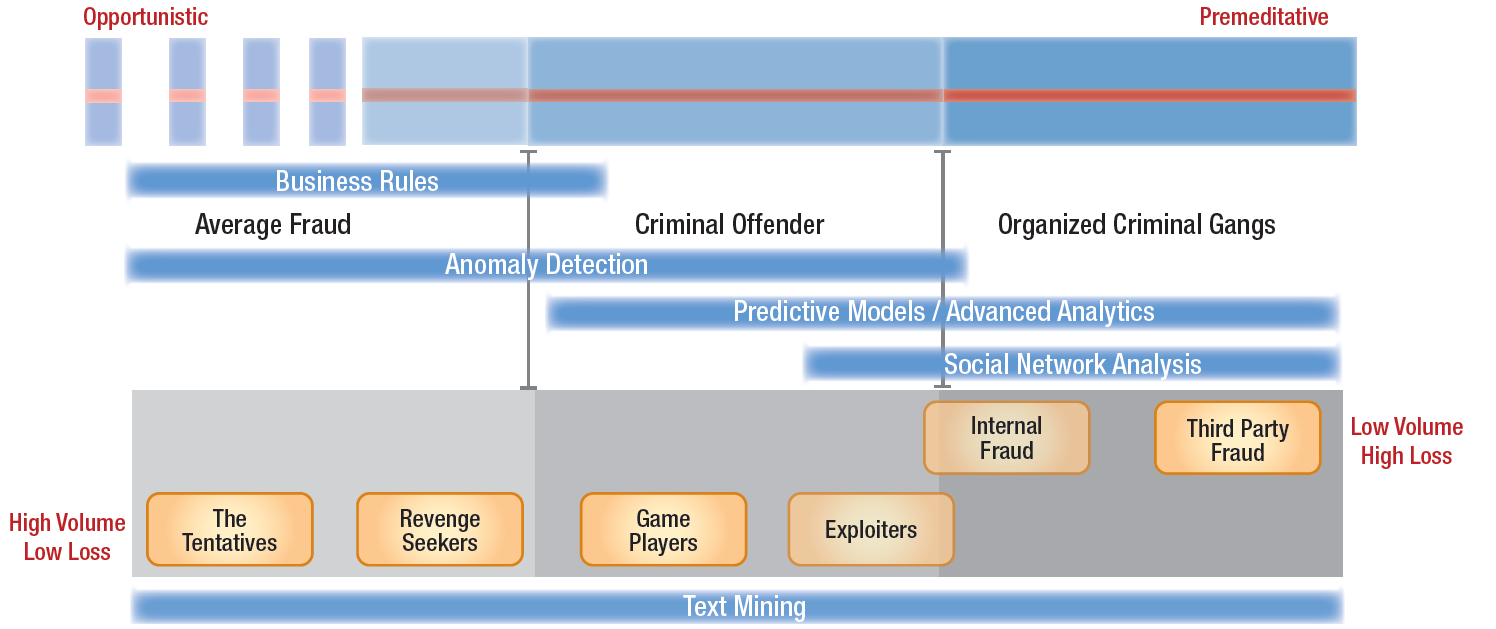 Opportunistic
Premeditative
Business Rules
Average Fraud
Criminal Offender
Organized Criminal Gangs
Anomaly Detection
Predictive Models / Advanced Analytics
Social Network Analysis
Internal
Fraud
Third Party
Fraud
Low Volume
High Loss
High Volume
Low Loss
The
Tentatives
Revenge
Seekers
Game
Players
Exploiters
Text Mining